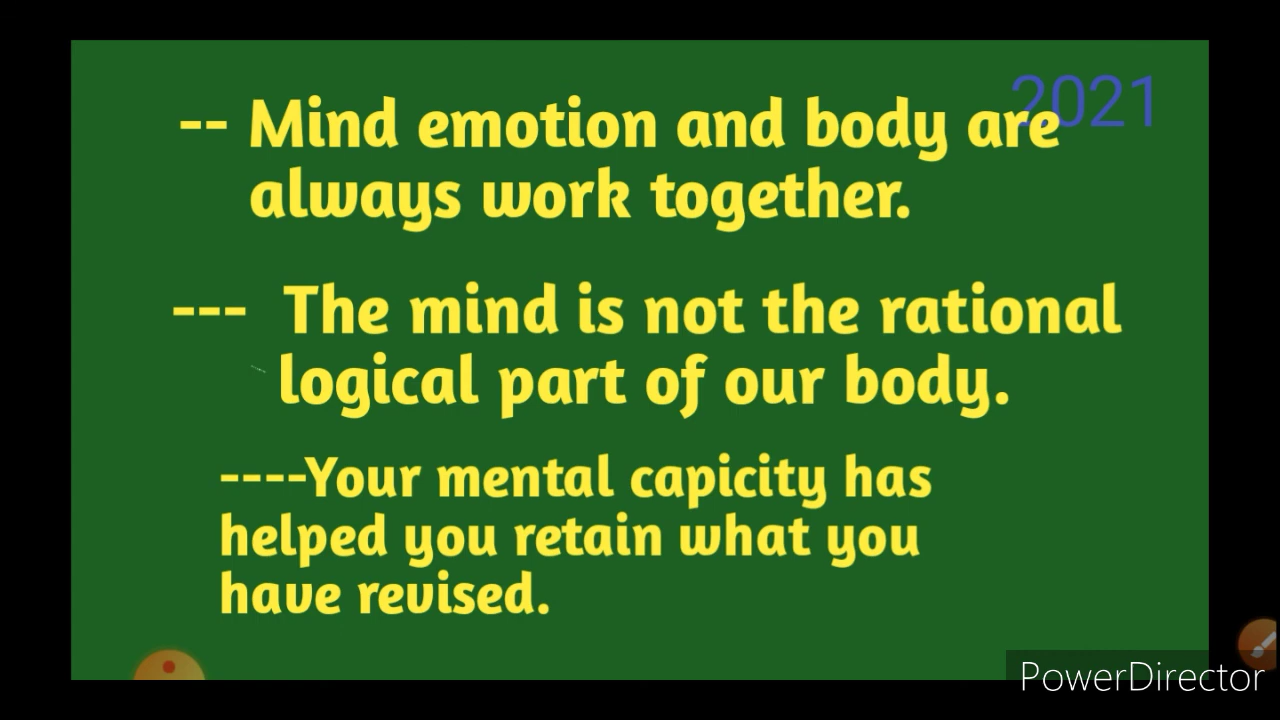 2021
-- Mind emotion and body are
always work together.
--- The mind is not the rational
logical part of our body.
----Your mental capicity has
helped you retain what you
have revised.
PowerDirector